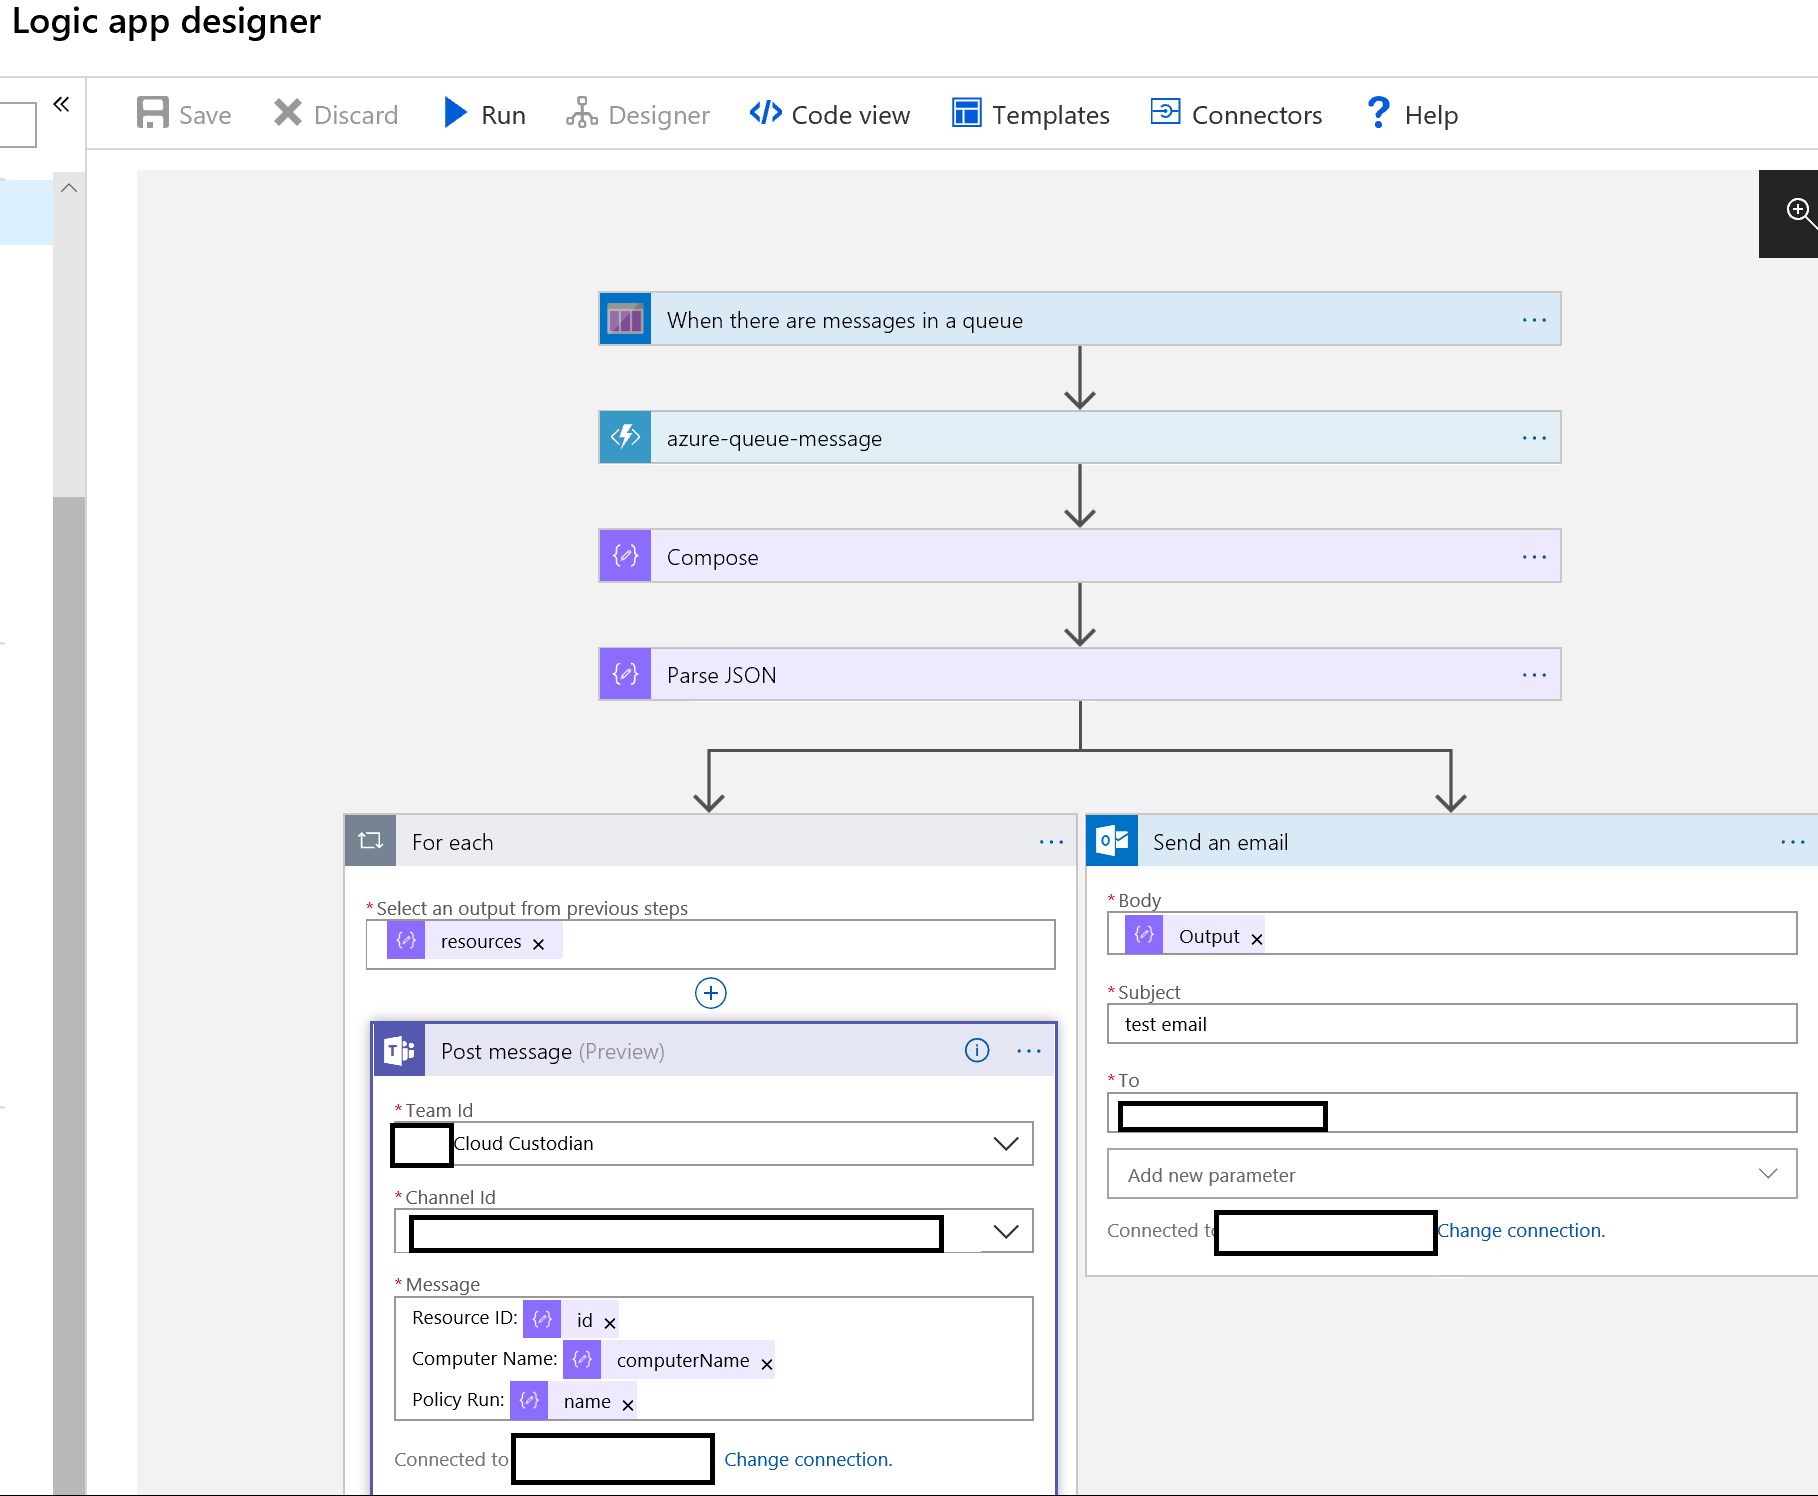 Logic app designer
Save Discard Run Designer Code view Templates Connectors Help
When there are messages in a queue
azure-queue-message
Compose
Parse JSON
For each
*Select an output from previous steps
resources
Post message (Preview)
*Team Id
Cloud Custodian
*Channel Id
*Message
Resource ID: id
Computer Name: computerName
Policy Run: name
Connected to Change connection.
Send an email
*Body
Output
*Subject
test email
*To
Add new parameter
Connected to Change connection.